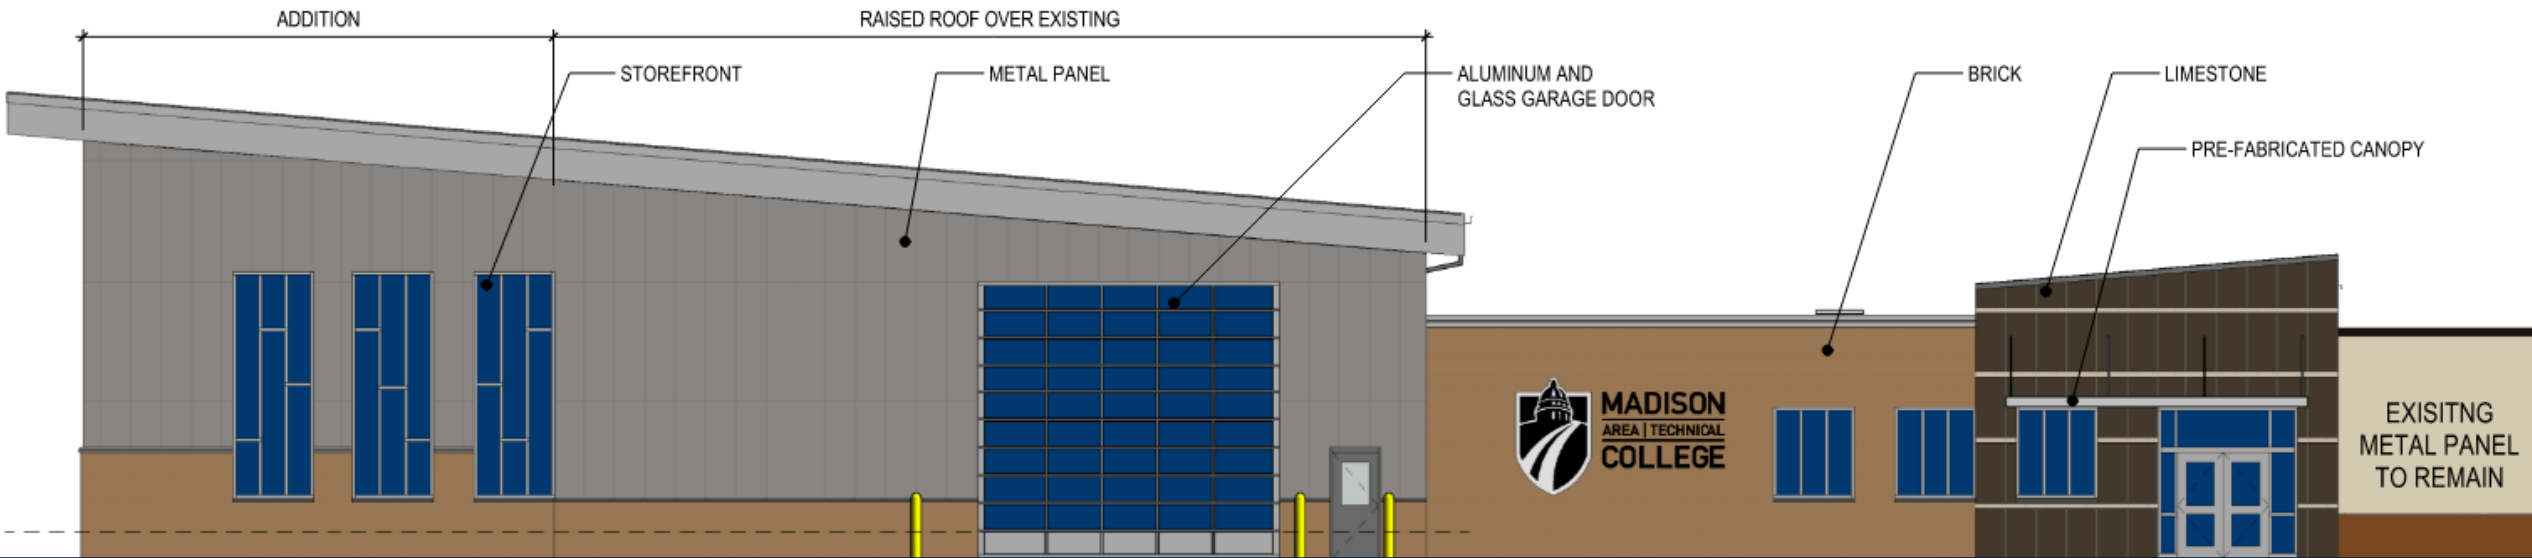 ADDITION
RAISED ROOF OVER EXISTING
STOREFRONT
METAL PANEL
ALUMINUM AND
GLASS GARAGE DOOR
BRICK
LIMESTONE
PRE-FABRICATED CANOPY
MADISON
AREA | TECHNICAL
COLLEGE
EXISITNG
METAL PANEL
TO REMAIN